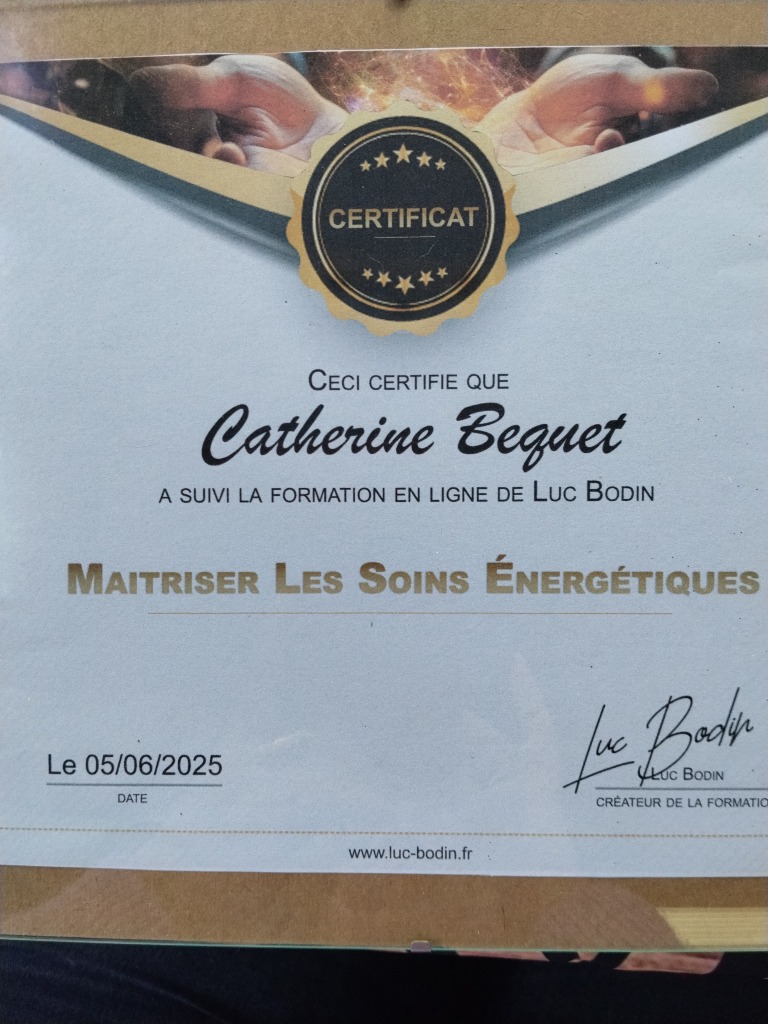 CERTIFICAT
CECI CERTIFIE QUE
Catherine Bequet
A SUIVI LA FORMATION EN LIGNE DE LUC BODIN
MAITRISER LES SOINS ÉNERGÉTIQUES
Luc Bodin
Le 05/06/2025
LUC BODIN
DATE
CRÉATEUR DE LA FORMATIO
www.luc-bodin.fr